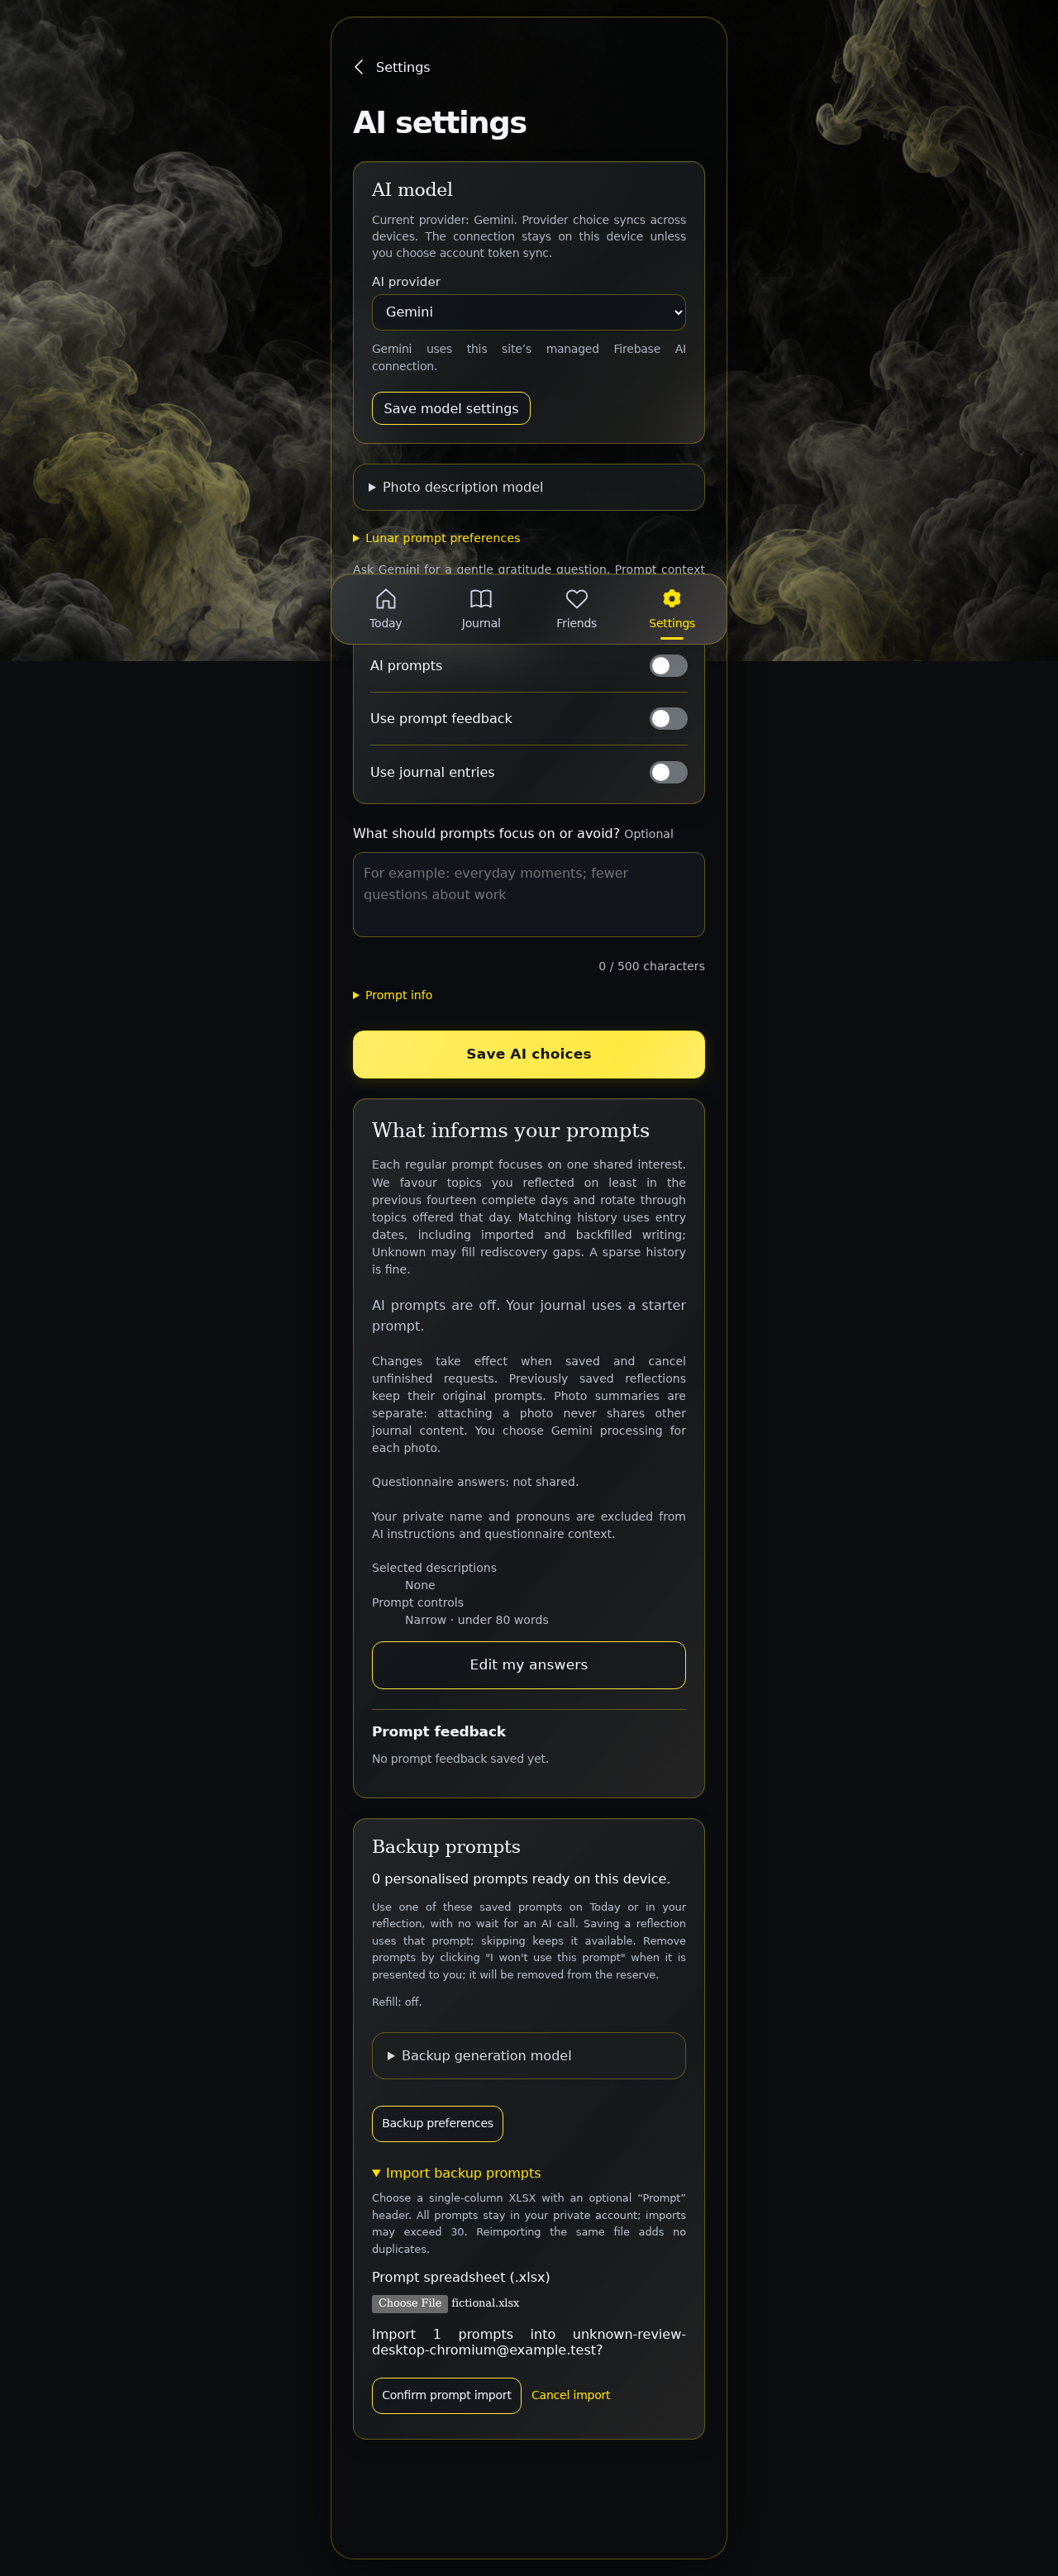 Settings
AI settings
AI model
Current provider: Gemini. Provider choice syncs across
devices. The connection stays on this device unless
you choose account token sync.
AI provider
Gemini
Gemini uses this site’s managed Firebase AI
connection.
Save model settings
Photo description model
Lunar prompt preferences
Ask Gemini for a gentle gratitude question. Prompt context
Today
Journal
Friends
Settings
AI prompts
Use prompt feedback
Use journal entries
What should prompts focus on or avoid? Optional
For example: everyday moments; fewer
questions about work
0 / 500 characters
Prompt info
Save AI choices
What informs your prompts
Each regular prompt focuses on one shared interest.
We favour topics you reflected on least in the
previous fourteen complete days and rotate through
topics offered that day. Matching history uses entry
dates, including imported and backfilled writing;
Unknown may fill rediscovery gaps. A sparse history
is fine.
AI prompts are off. Your journal uses a starter
prompt.
Changes take effect when saved and cancel
unfinished requests. Previously saved reflections
keep their original prompts. Photo summaries are
separate: attaching a photo never shares other
journal content. You choose Gemini processing for
each photo.
Questionnaire answers: not shared.
Your private name and pronouns are excluded from
AI instructions and questionnaire context.
Selected descriptions
None
Prompt controls
Narrow · under 80 words
Edit my answers
Prompt feedback
No prompt feedback saved yet.
Backup prompts
0 personalised prompts ready on this device.
Use one of these saved prompts on Today or in your
reflection, with no wait for an AI call. Saving a reflection
uses that prompt; skipping keeps it available. Remove
prompts by clicking "I won't use this prompt" when it is
presented to you; it will be removed from the reserve.
Refill: off.
Backup generation model
Backup preferences
Import backup prompts
Choose a single-column XLSX with an optional “Prompt”
header. All prompts stay in your private account; imports
may exceed 30. Reimporting the same file adds no
duplicates.
Prompt spreadsheet (.xlsx)
Choose File fictional.xlsx
Import 1 prompts into unknown-review-
desktop-chromium@example.test?
Confirm prompt import
Cancel import